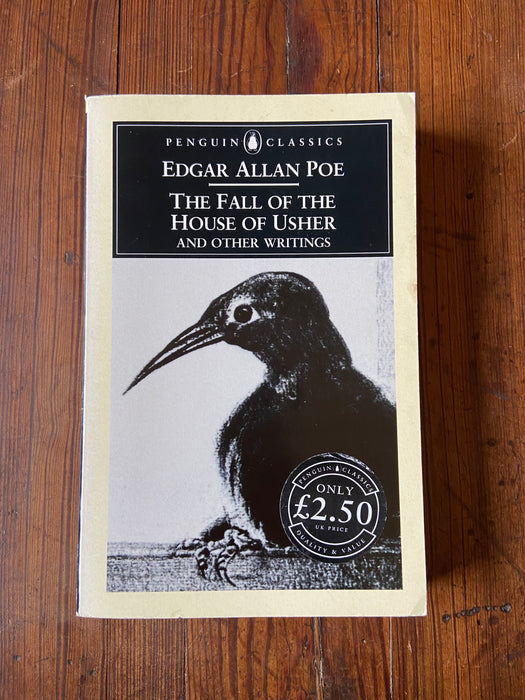 PENGUIN CLASSICS
EDGAR ALLAN POE
THE FALL OF THE
HOUSE OF USHER
AND OTHER WRITINGS
PENGUIN CLASSICS
ONLY
£2.50
UK PRICE
QUALITY & VALUE